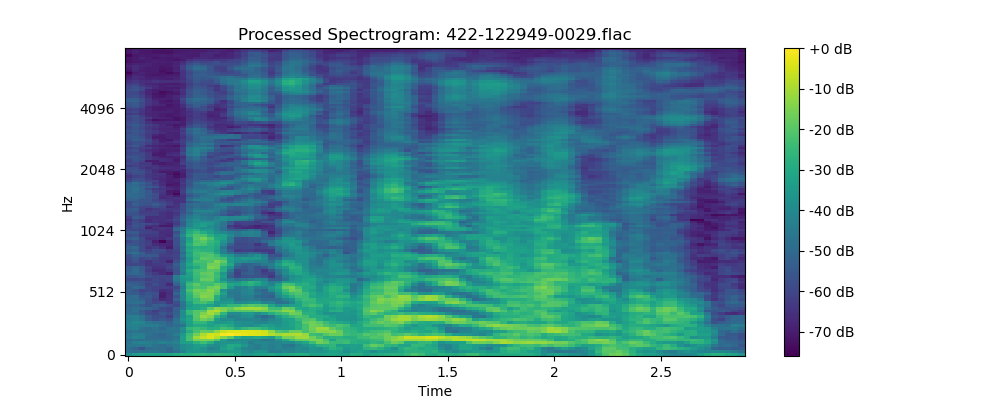 Processed Spectrogram: 422-122949-0029.flac
Hz
4096
2048
1024
512
0
0
0.5
1
1.5
2
2.5
Time
+0 dB
-10 dB
-20 dB
-30 dB
-40 dB
-50 dB
-60 dB
-70 dB